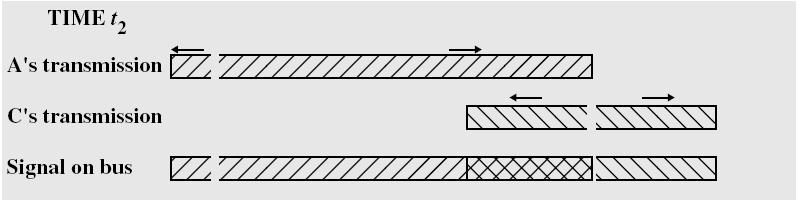 TIME t2
A's transmission
C's transmission
Signal on bus